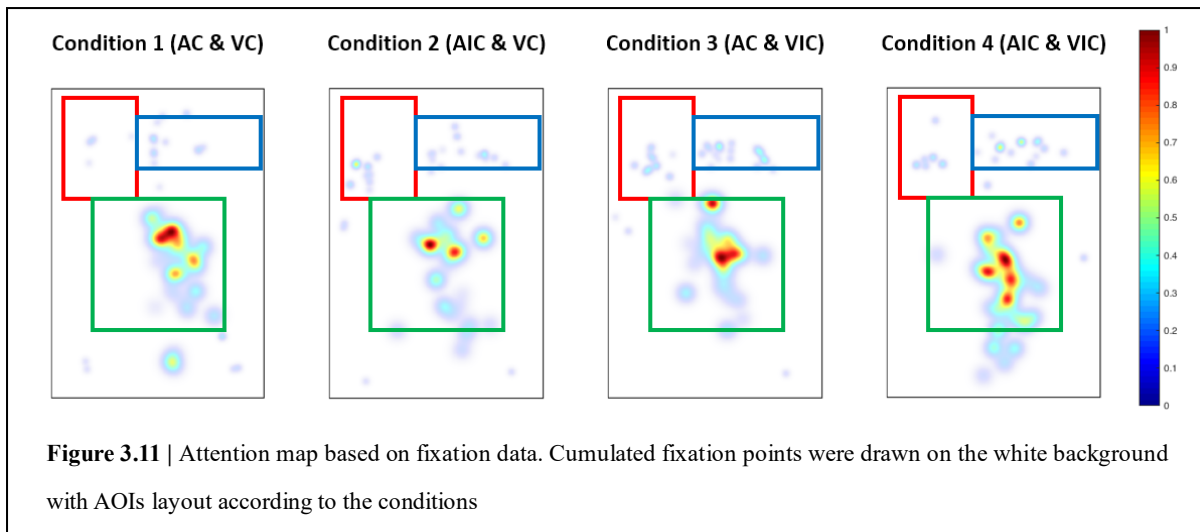 Condition 1 (AC & VC)
Condition 2 (AIC & VC)
Condition 3 (AC & VIC)
Condition 4 (AIC & VIC)
1
0.9
0.8
0.7
0.6
0.5
0.4
0.3
0.2
0.1
0
Figure 3.11 | Attention map based on fixation data. Cumulated fixation points were drawn on the white background
with AOIs layout according to the conditions